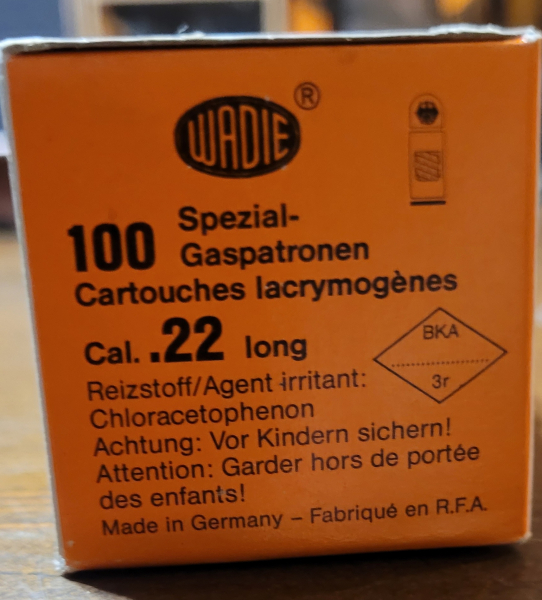 WADIE ®
100 Spezial-
Gaspatronen
Cartouches lacrymogènes
Cal. .22 long
BKA
3r
Reizstoff/Agent irritant:
Chloracetophenon
Achtung: Vor Kindern sichern!
Attention: Garder hors de portée
des enfants!
Made in Germany – Fabriqué en R.F.A.